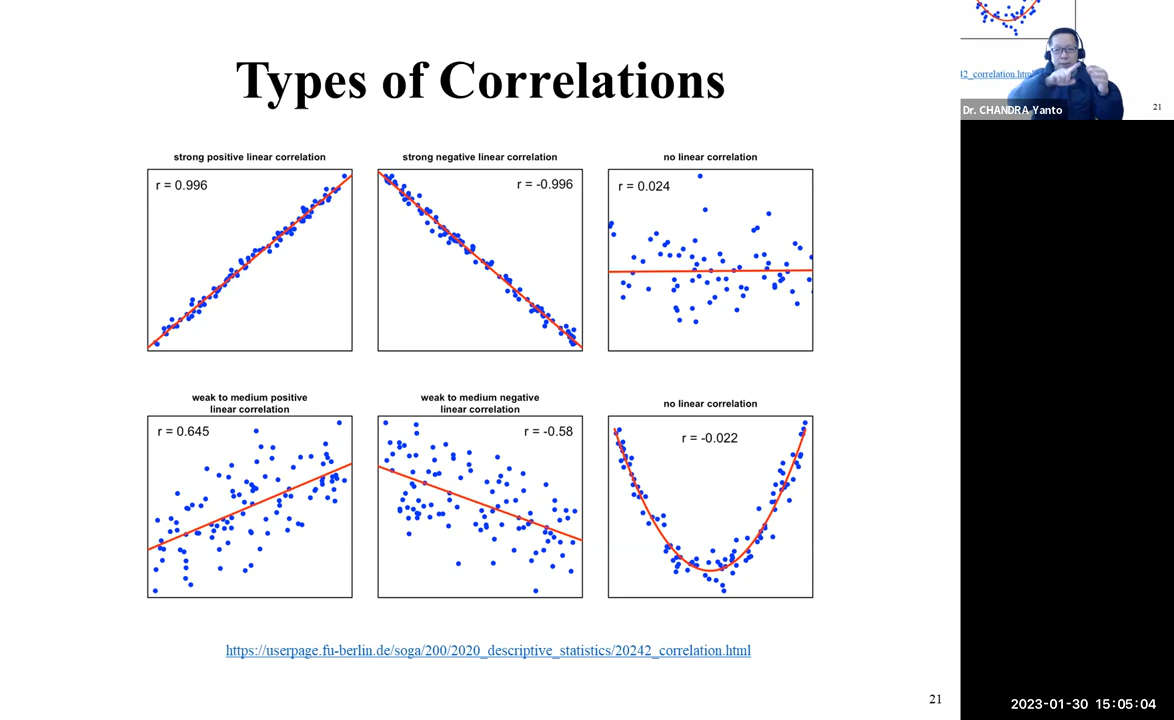 Types of Correlations
strong positive linear correlation
r = 0.996
strong negative linear correlation
r = -0.996
no linear correlation
r = 0.024
weak to medium positive
linear correlation
r = 0.645
weak to medium negative
linear correlation
r = -0.58
no linear correlation
r = -0.022
https://userpage.fu-berlin.de/soga/200/2020_descriptive_statistics/20242_correlation.html
21
42_correlation.html
Dr. CHANDRA Yanto
21
2023-01-30 15:05:04